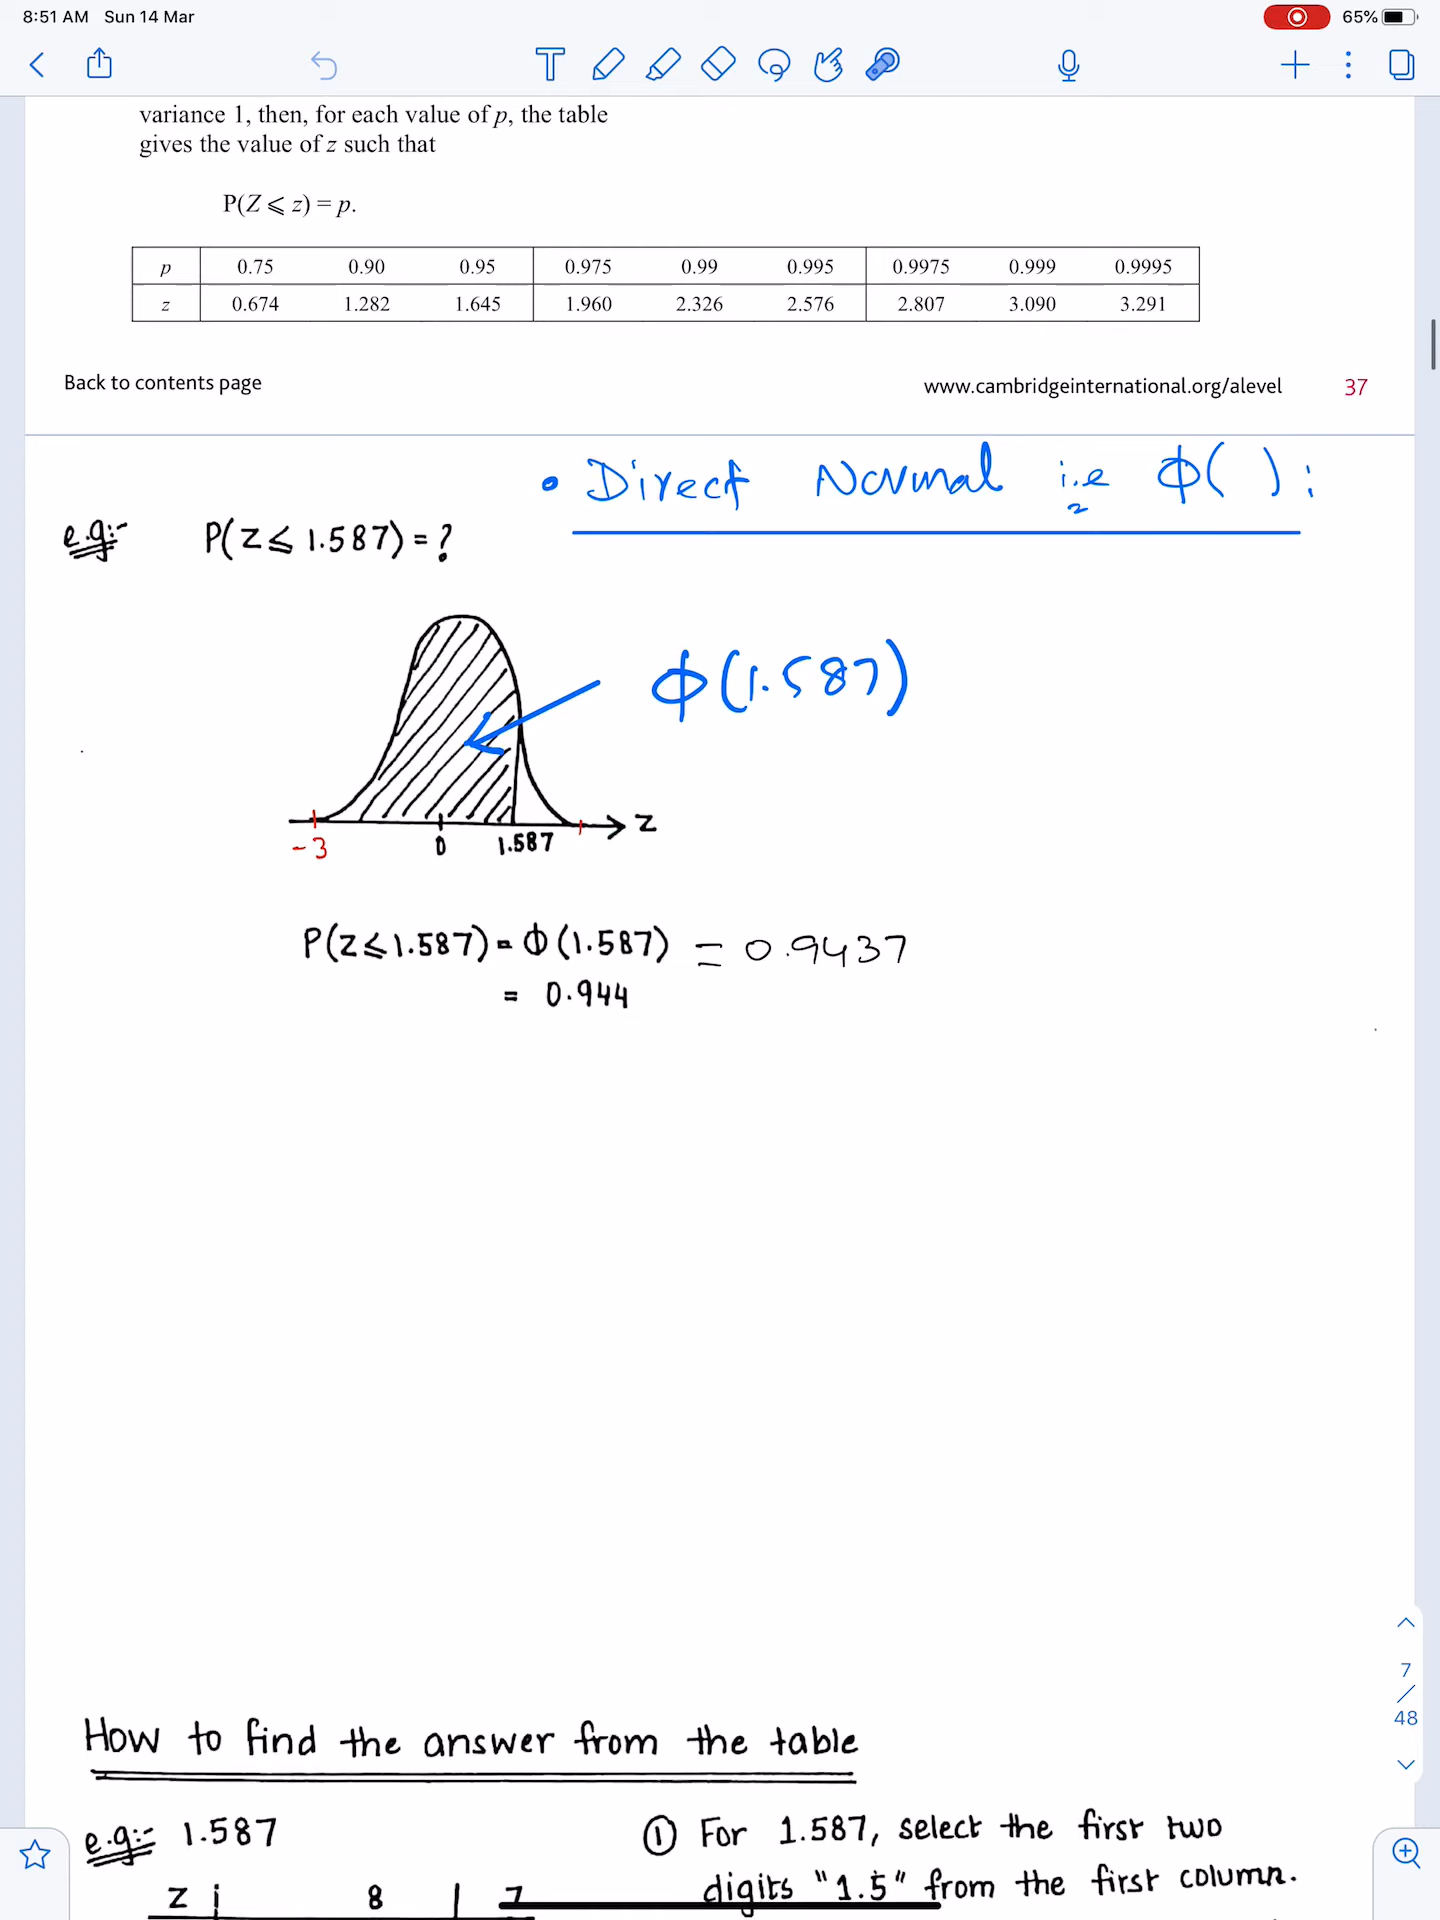 8:51 AM Sun 14 Mar 65%
T
variance 1, then, for each value of p, the table
gives the value of z such that
P(Z ⩽ z) = p.
p 0.75 0.90 0.95 0.975 0.99 0.995 0.9975 0.999 0.9995
z 0.674 1.282 1.645 1.960 2.326 2.576 2.807 3.090 3.291
Back to contents page www.cambridgeinternational.org/alevel 37
• Direct Normal i.e Φ( ) :
e.g:- P(Z ≤ 1.587) = ?
Φ(1.587)
z
-3 0 1.587
P(Z ≤ 1.587) = Φ(1.587) = 0.9437
= 0.944
7
/
48
How to find the answer from the table
e.g:- 1.587
① For 1.587, select the first two
digits "1.5" from the first column.
z 8 7